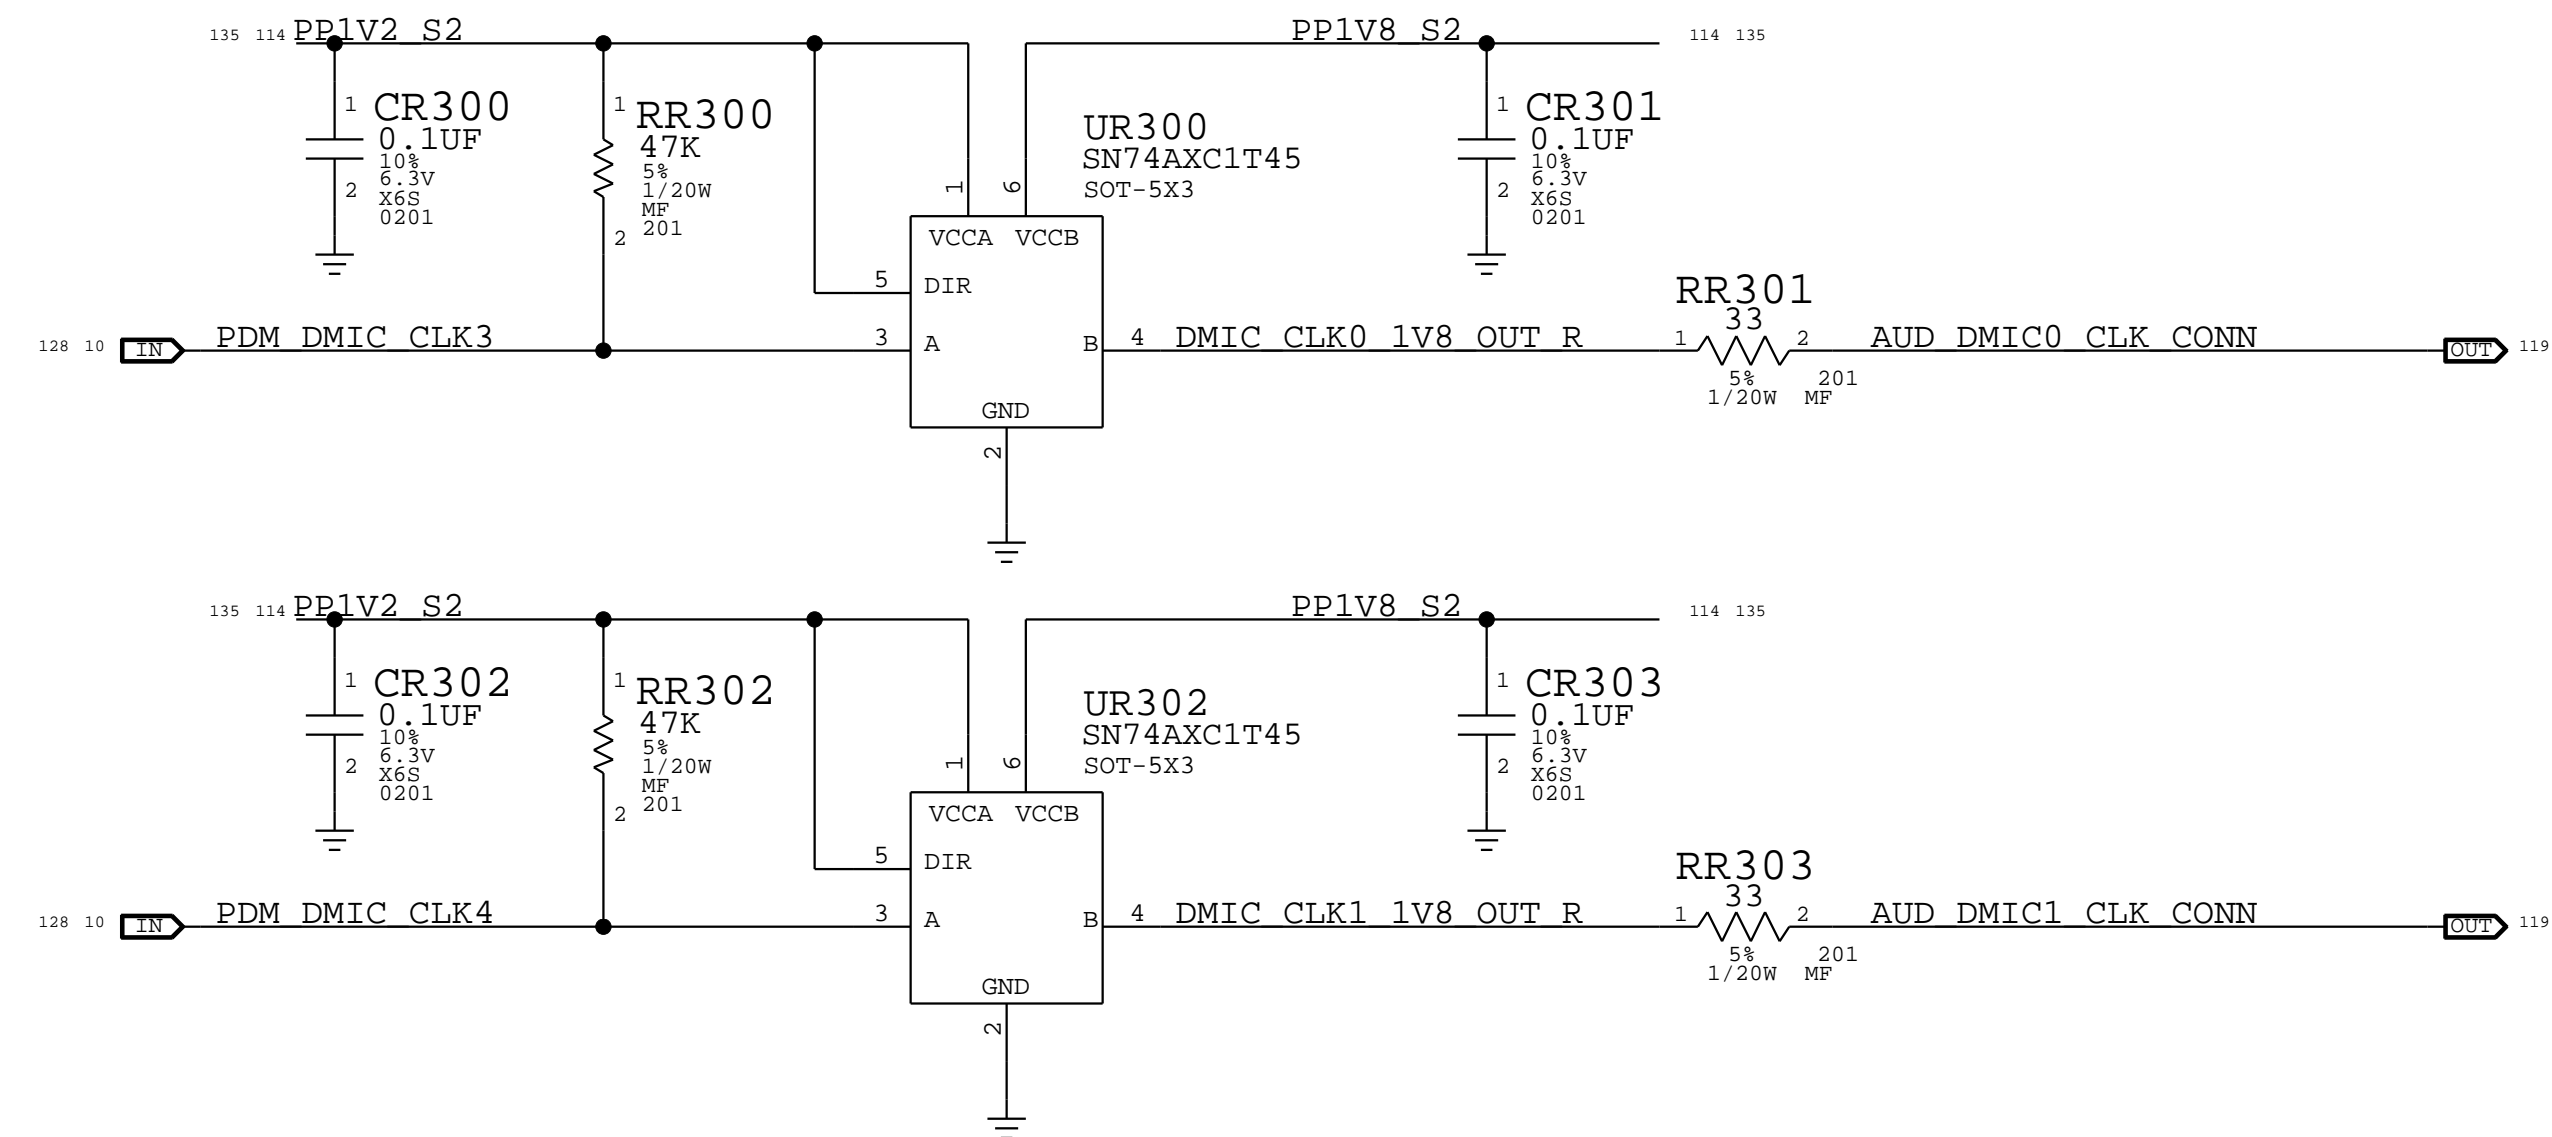 135 114 PP1V2_S2
PP1V8_S2 114 135
1 CR300
0.1UF
10%
6.3V
2 X6S
0201
1 RR300
47K
5%
1/20W
MF
2 201
UR300
SN74AXC1T45
SOT-5X3
1 CR301
0.1UF
10%
6.3V
2 X6S
0201
1 6
VCCA VCCB
5 DIR
128 10 IN PDM_DMIC_CLK3 3 A B 4 DMIC_CLK0_1V8_OUT_R
GND
2
RR301
33
1 2 AUD_DMIC0_CLK_CONN OUT 119
5% 201
1/20W MF
135 114 PP1V2_S2
PP1V8_S2 114 135
1 CR302
0.1UF
10%
6.3V
2 X6S
0201
1 RR302
47K
5%
1/20W
MF
2 201
UR302
SN74AXC1T45
SOT-5X3
1 CR303
0.1UF
10%
6.3V
2 X6S
0201
1 6
VCCA VCCB
5 DIR
128 10 IN PDM_DMIC_CLK4 3 A B 4 DMIC_CLK1_1V8_OUT_R
GND
2
RR303
33
1 2 AUD_DMIC1_CLK_CONN OUT 119
5% 201
1/20W MF